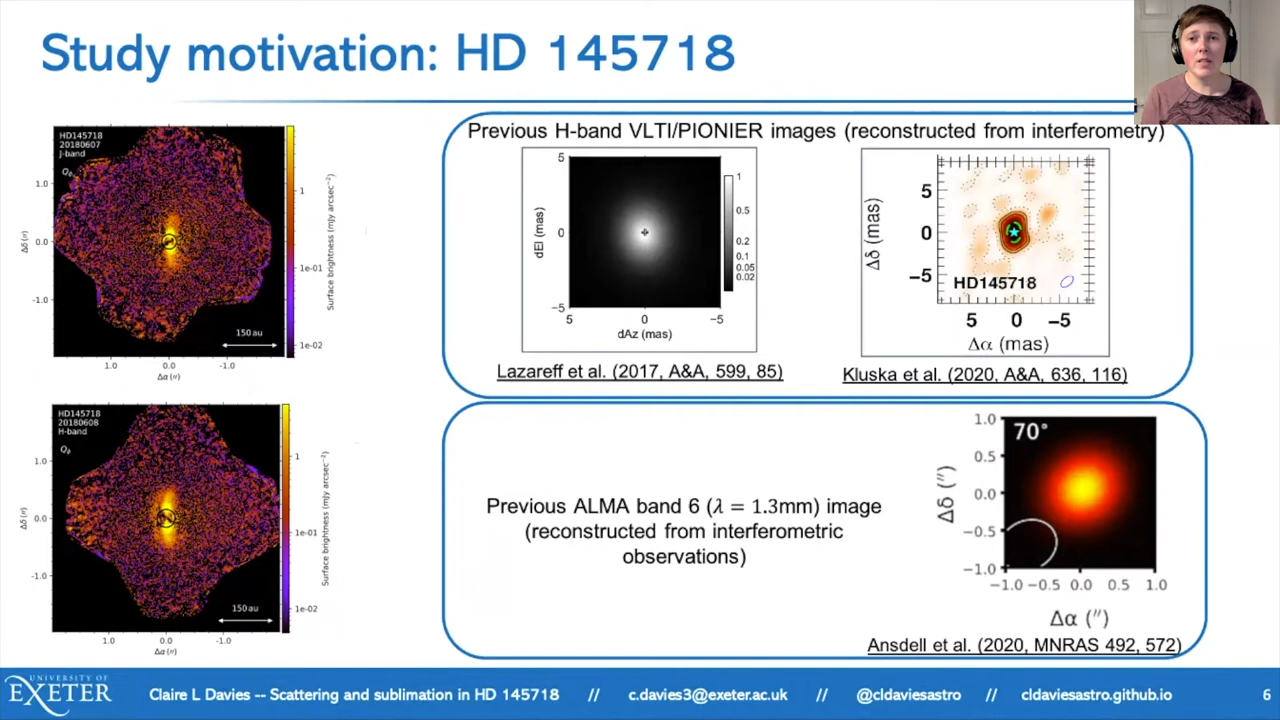 Study motivation: HD 145718
HD145718
20180607
J-band
Qϕ
1.0
0.0
-1.0
Δδ (″)
1.0
0.0
-1.0
Δα (″)
150 au
1
1e-01
1e-02
Surface brightness (mJy arcsec⁻²)
HD145718
20180608
H-band
Qϕ
1.0
0.0
-1.0
Δδ (″)
1.0
0.0
-1.0
Δα (″)
150 au
1
1e-01
1e-02
Surface brightness (mJy arcsec⁻²)
Previous H-band VLTI/PIONIER images (reconstructed from interferometry)
5
0
−5
dEl (mas)
5
0
−5
dAz (mas)
1
0.5
0.2
0.1
0.05
0.02
Lazareff et al. (2017, A&A, 599, 85)
5
0
−5
Δδ (mas)
HD145718
5 0 −5
Δα (mas)
Kluska et al. (2020, A&A, 636, 116)
Previous ALMA band 6 (λ = 1.3mm) image
(reconstructed from interferometric
observations)
70°
1.0
0.5
0.0
−0.5
−1.0
Δδ (″)
−1.0 −0.5 0.0 0.5 1.0
Δα (″)
Ansdell et al. (2020, MNRAS 492, 572)
UNIVERSITY OF
EXETER
Claire L Davies -- Scattering and sublimation in HD 145718 // c.davies3@exeter.ac.uk // @cldaviesastro // cldaviesastro.github.io 6